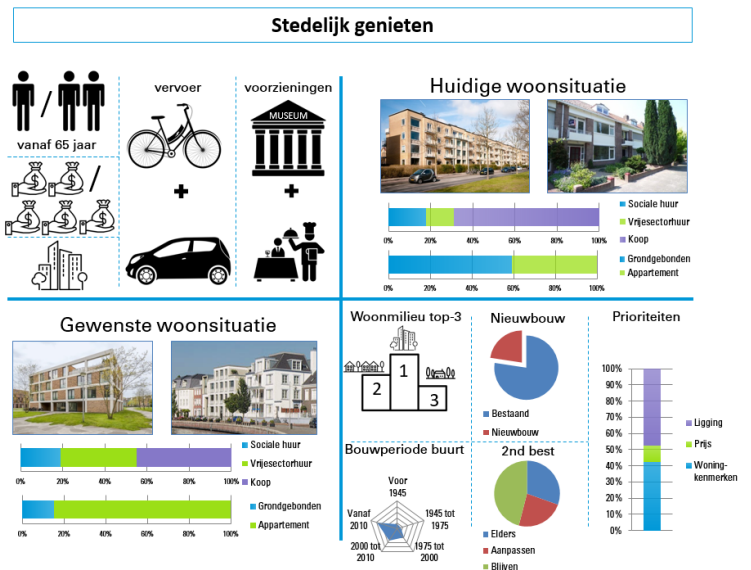 Stedelijk genieten
vanaf 65 jaar
vervoer
voorzieningen
MUSEUM
Huidige woonsituatie
Sociale huur
Vrijesectorhuur
Koop
0% 20% 40% 60% 80% 100%
Grondgebonden
Appartement
0% 20% 40% 60% 80% 100%
Gewenste woonsituatie
Sociale huur
Vrijesectorhuur
Koop
0% 20% 40% 60% 80% 100%
Grondgebonden
Appartement
0% 20% 40% 60% 80% 100%
Woonmilieu top-3
1
2
3
Nieuwbouw
Bestaand
Nieuwbouw
Bouwperiode buurt
Voor
1945
1945 tot
1975
1975 tot
2000
2000 tot
2010
Vanaf
2010
2nd best
Elders
Aanpassen
Blijven
Prioriteiten
100%
90%
80%
70%
60%
50%
40%
30%
20%
10%
0%
Ligging
Prijs
Woning-
kenmerken